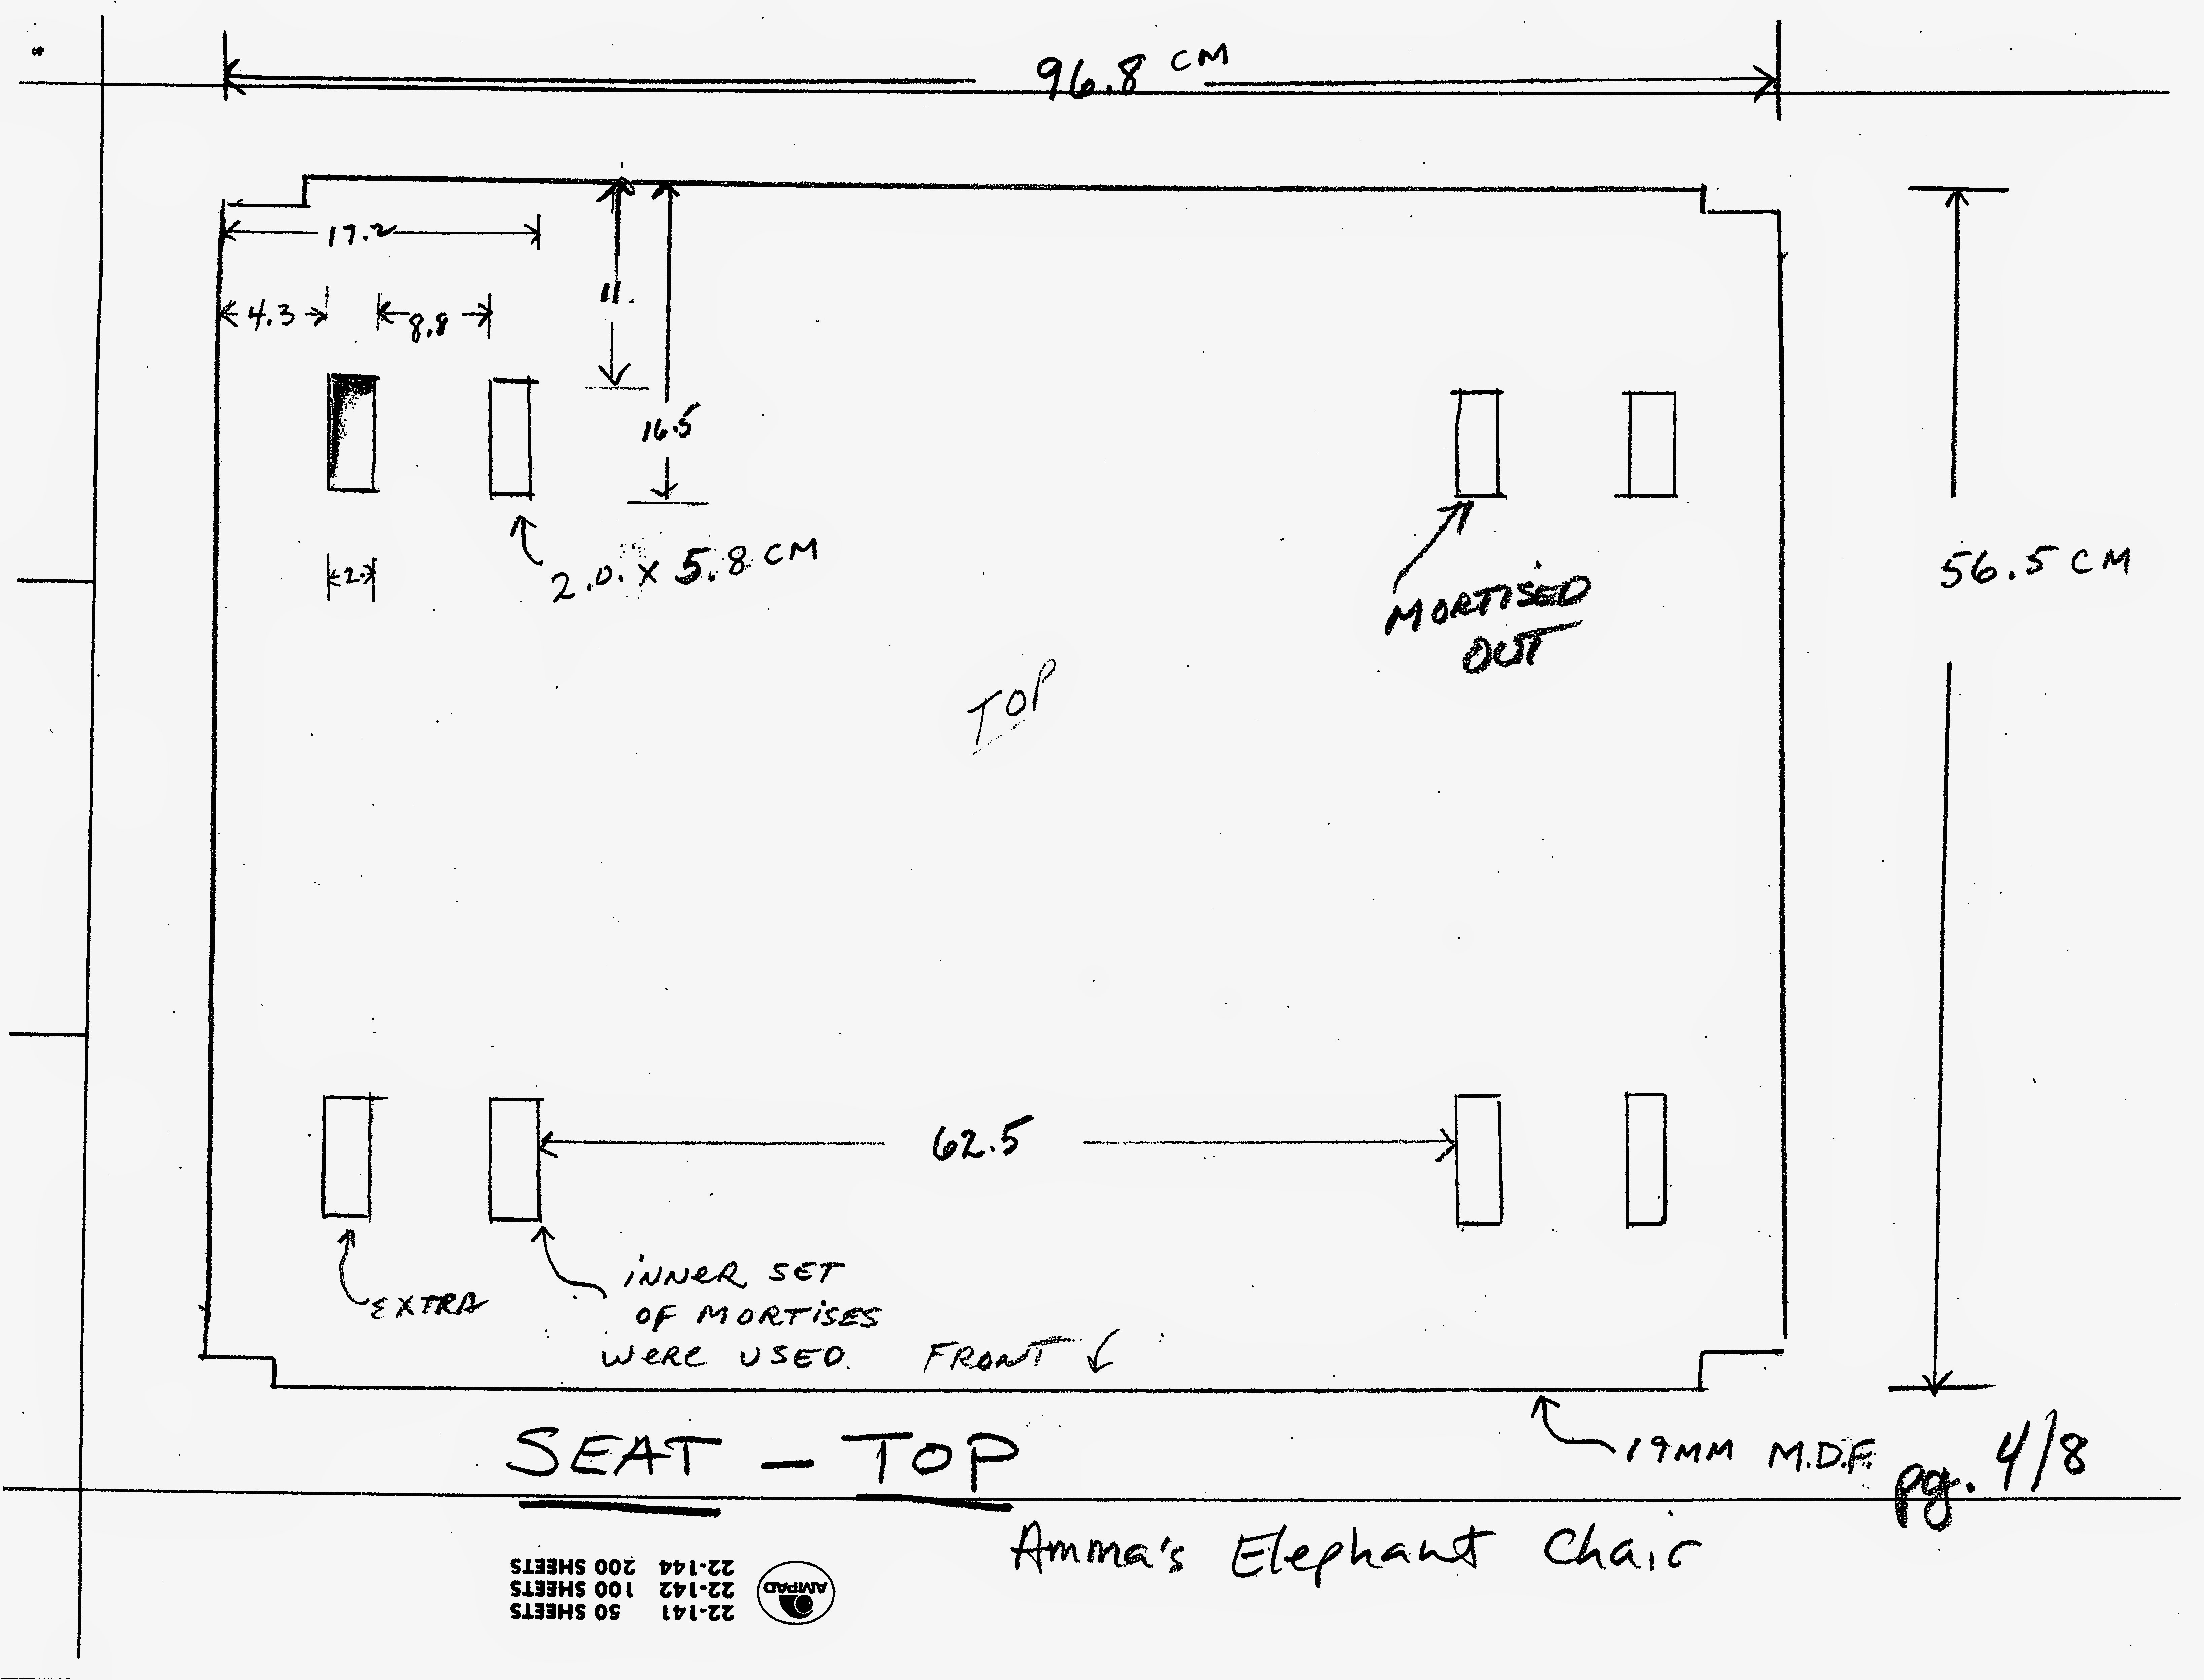 96.8 CM
17.2
11.
4.3
8.8
16.5
2.0. X 5.8 CM
2.
MORTISED
OUT
56.5 CM
TOP
62.5
EXTRA
INNER SET
OF MORTISES
WERE USED.
FRONT
19MM M.D.F.
SEAT - TOP
pg. 4/8
Amma's Elephant Chair
22-141 50 SHEETS
22-142 100 SHEETS
22-144 200 SHEETS
AMPAD